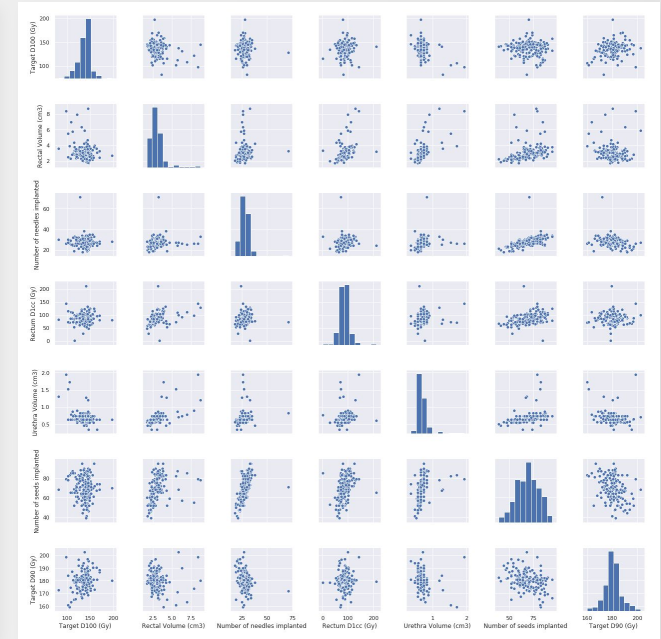 Target D100 (Gy)
200
150
100
Rectal Volume (cm3)
8
6
4
2
Number of needles implanted
60
40
20
Rectum D1cc (Gy)
200
150
100
50
0
Urethra Volume (cm3)
2.0
1.5
1.0
0.5
Number of seeds implanted
80
60
40
Target D90 (Gy)
200
190
180
170
160
100 150 200
2.5 5.0 7.5
25 50 75
0 100 200
1 2
50 75
160 180 200
Target D100 (Gy)
Rectal Volume (cm3)
Number of needles implanted
Rectum D1cc (Gy)
Urethra Volume (cm3)
Number of seeds implanted
Target D90 (Gy)